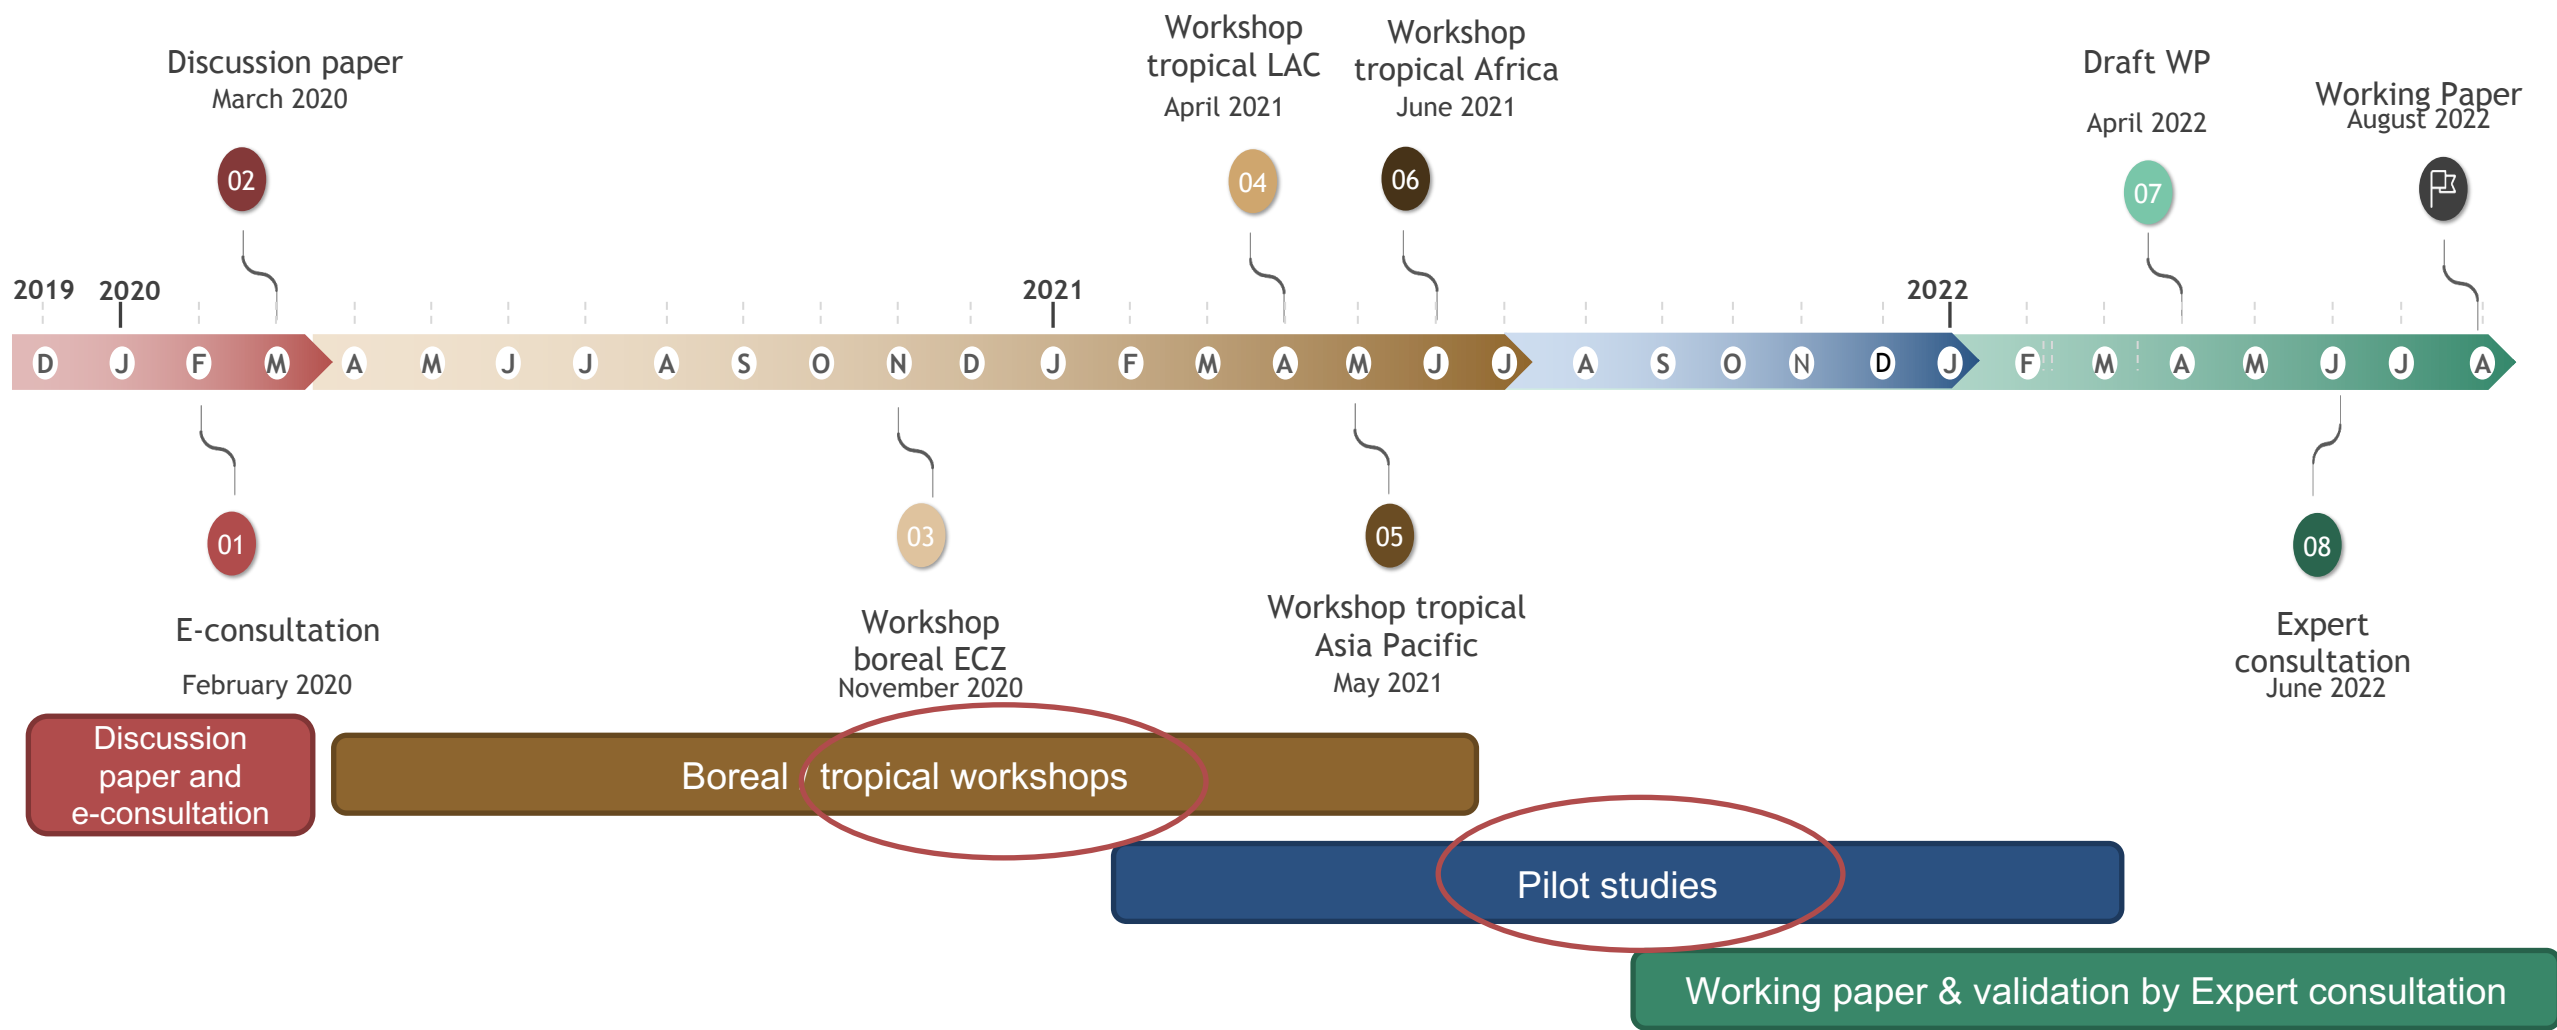 Discussion paper
March 2020
Workshop
tropical LAC
April 2021
Workshop
tropical Africa
June 2021
Draft WP
April 2022
Working Paper
August 2022
02
04
06
07
2019
2020
2021
2022
D J F M A M J J A S O N D J F M A M J J A S O N D J F M A M J J A
01
03
05
08
E-consultation
February 2020
Workshop
boreal ECZ
November 2020
Workshop tropical
Asia Pacific
May 2021
Expert
consultation
June 2022
Discussion
paper and
e-consultation
Boreal / tropical workshops
Pilot studies
Working paper & validation by Expert consultation